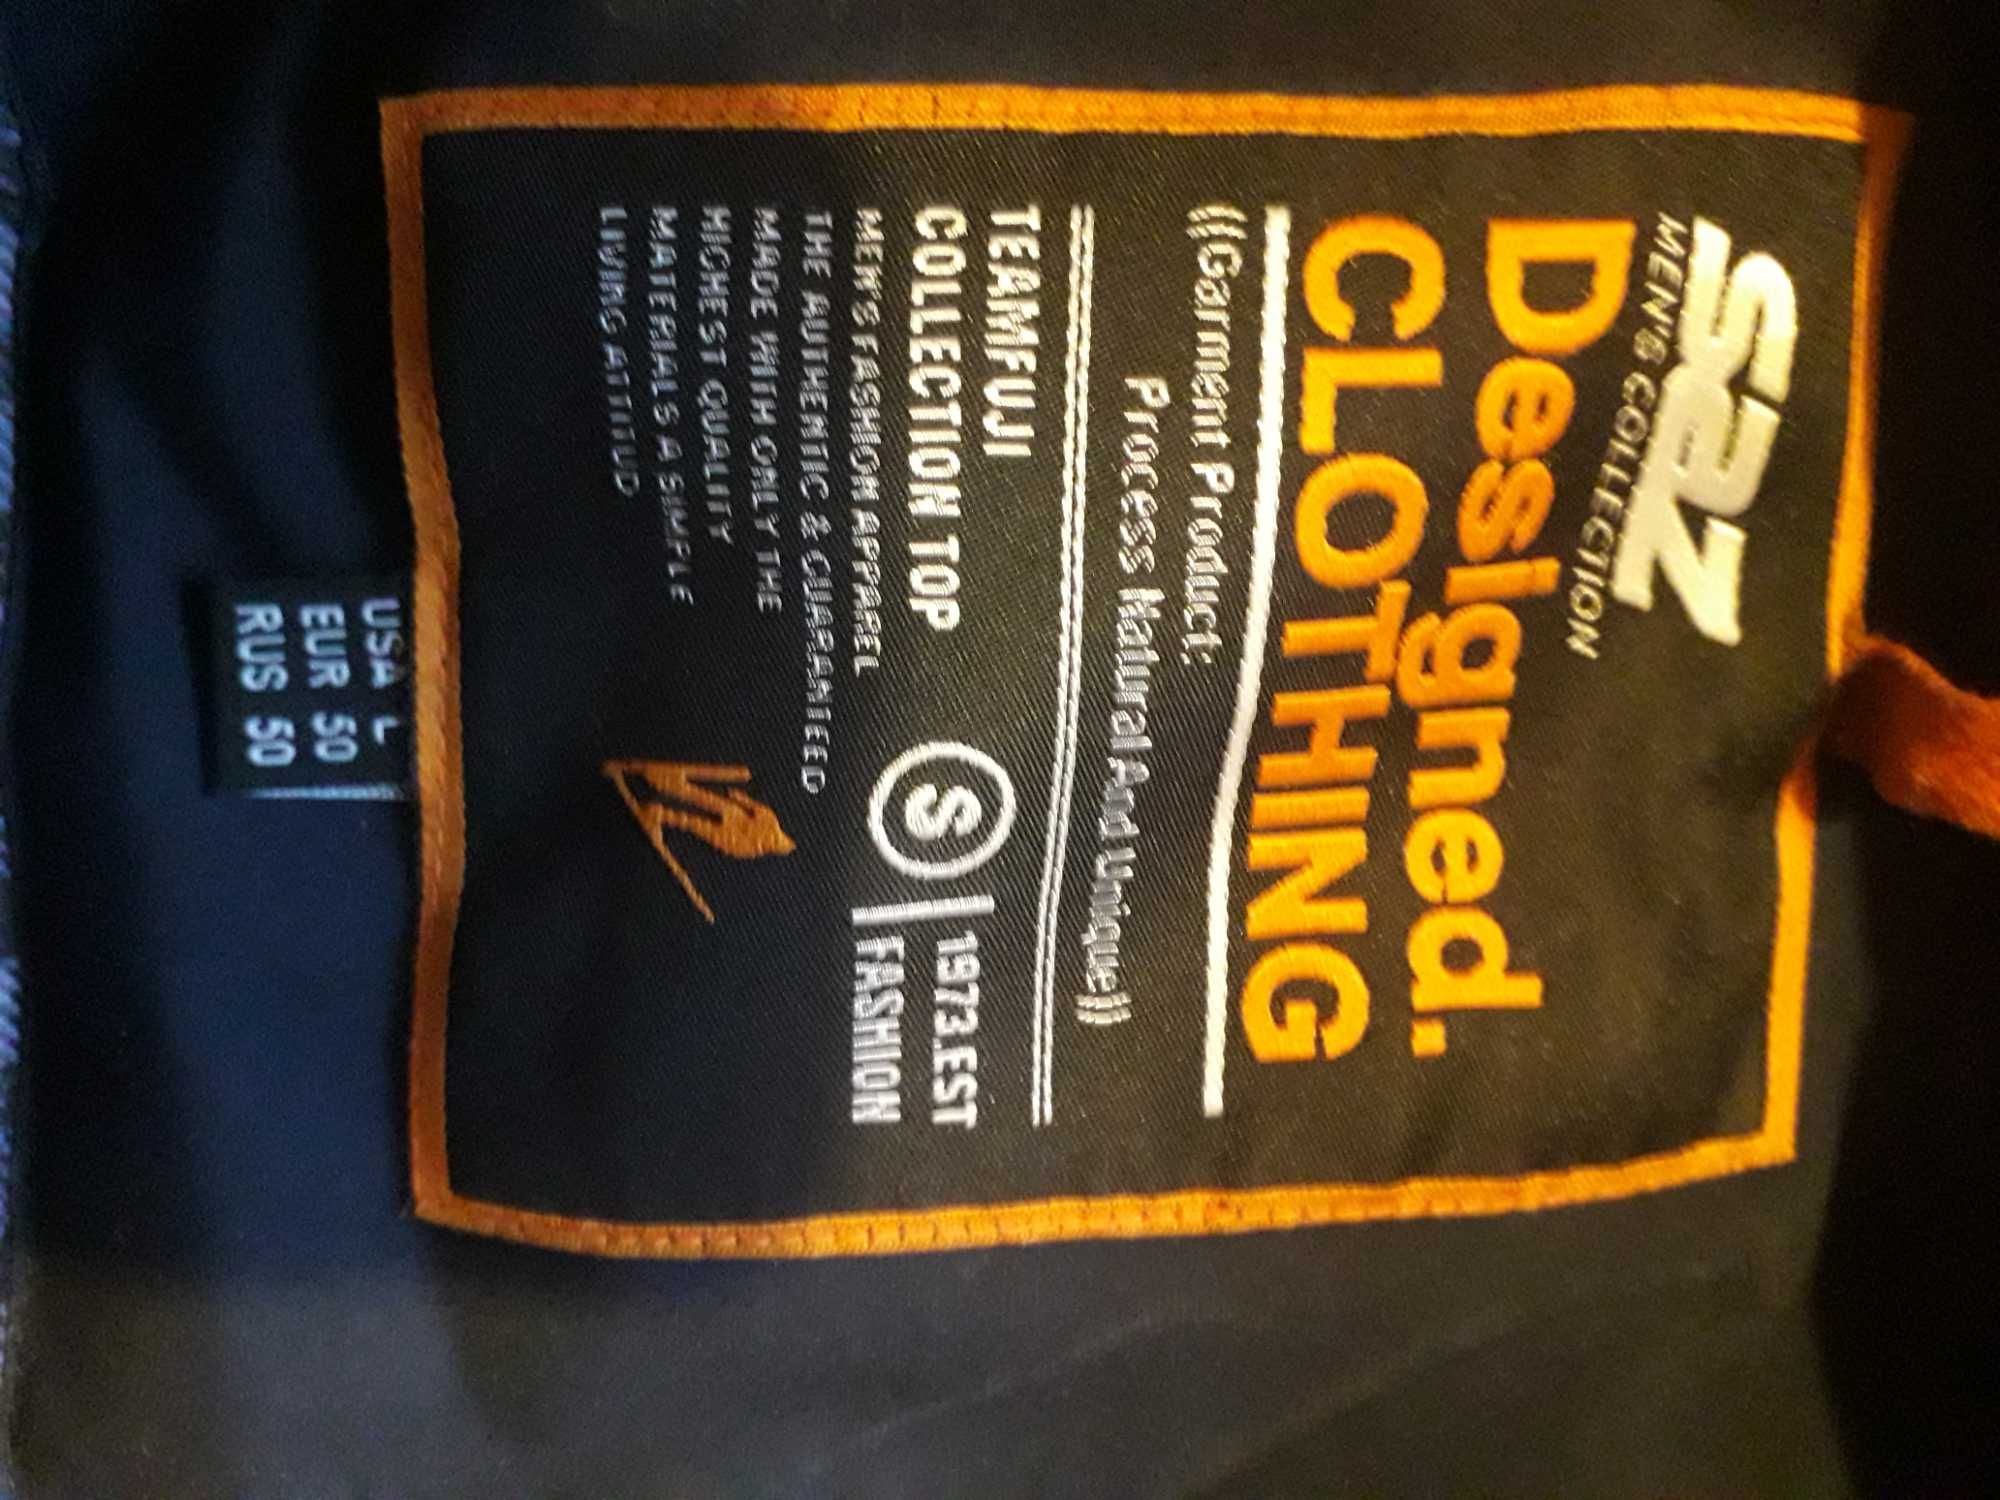 SPZ
MEN'S COLLECTION
Designed.
CLOTHING
((Garment Product:
Process Natural And Unique))
TEAMFUJI
COLLECTION TOP
S
1973.EST
FASHION
MEN'S FASHION APPAREL
THE AUTHENTIC & GUARANTEED
MADE WITH ONLY THE
HIGHEST QUALITY
MATERIALS A SIMPLE
LIVING ATTITUD
USA L
EUR 50
RUS 50